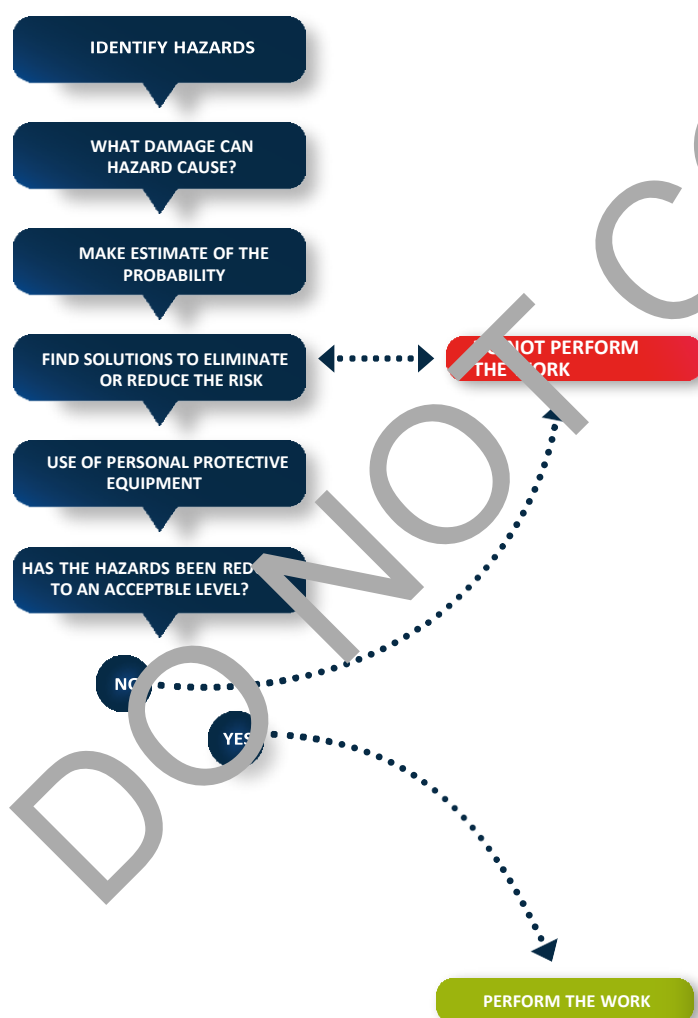 IDENTIFY HAZARDS
WHAT DAMAGE CAN
HAZARD CAUSE?
MAKE ESTIMATE OF THE
PROBABILITY
FIND SOLUTIONS TO ELIMINATE
OR REDUCE THE RISK
NOT PERFORM
THE
USE OF PERSONAL PROTECTIVE
EQUIPMENT
HAS THE HAZARDS BEEN
TO AN ACCEPTBLE LEVEL?
NO
YES
PERFORM THE WORK
DO NOT